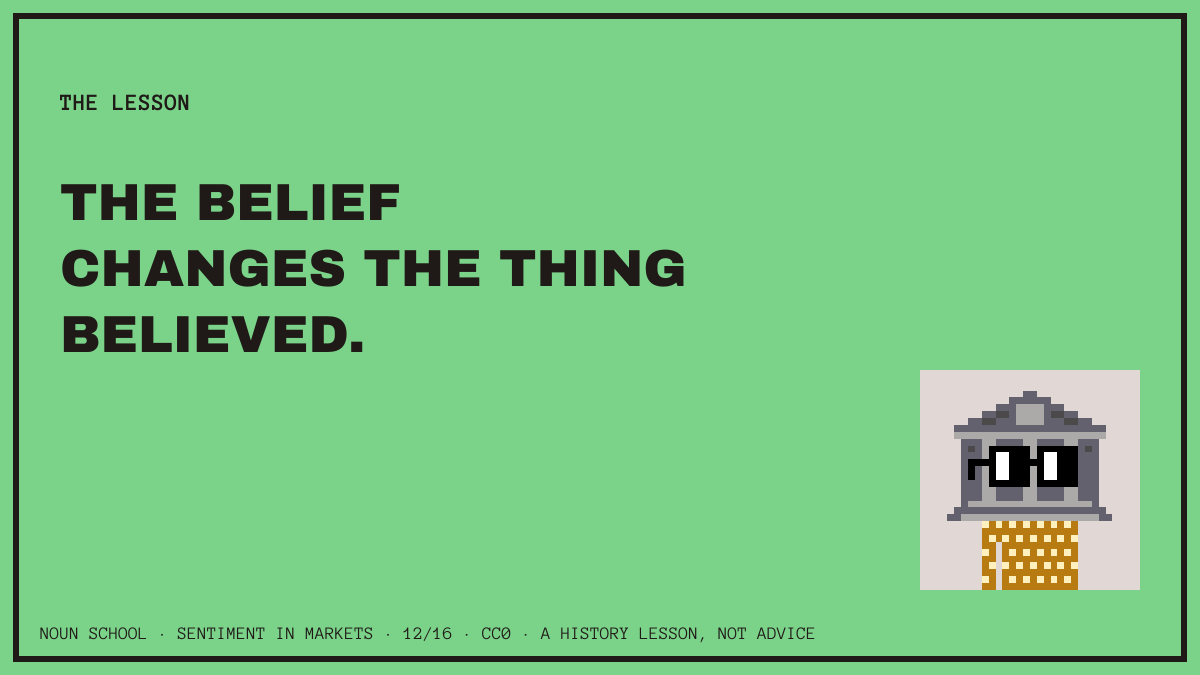 THE LESSON
THE BELIEF
CHANGES THE THING
BELIEVED.
NOUN SCHOOL · SENTIMENT IN MARKETS · 12/16 · CC0 · A HISTORY LESSON, NOT ADVICE